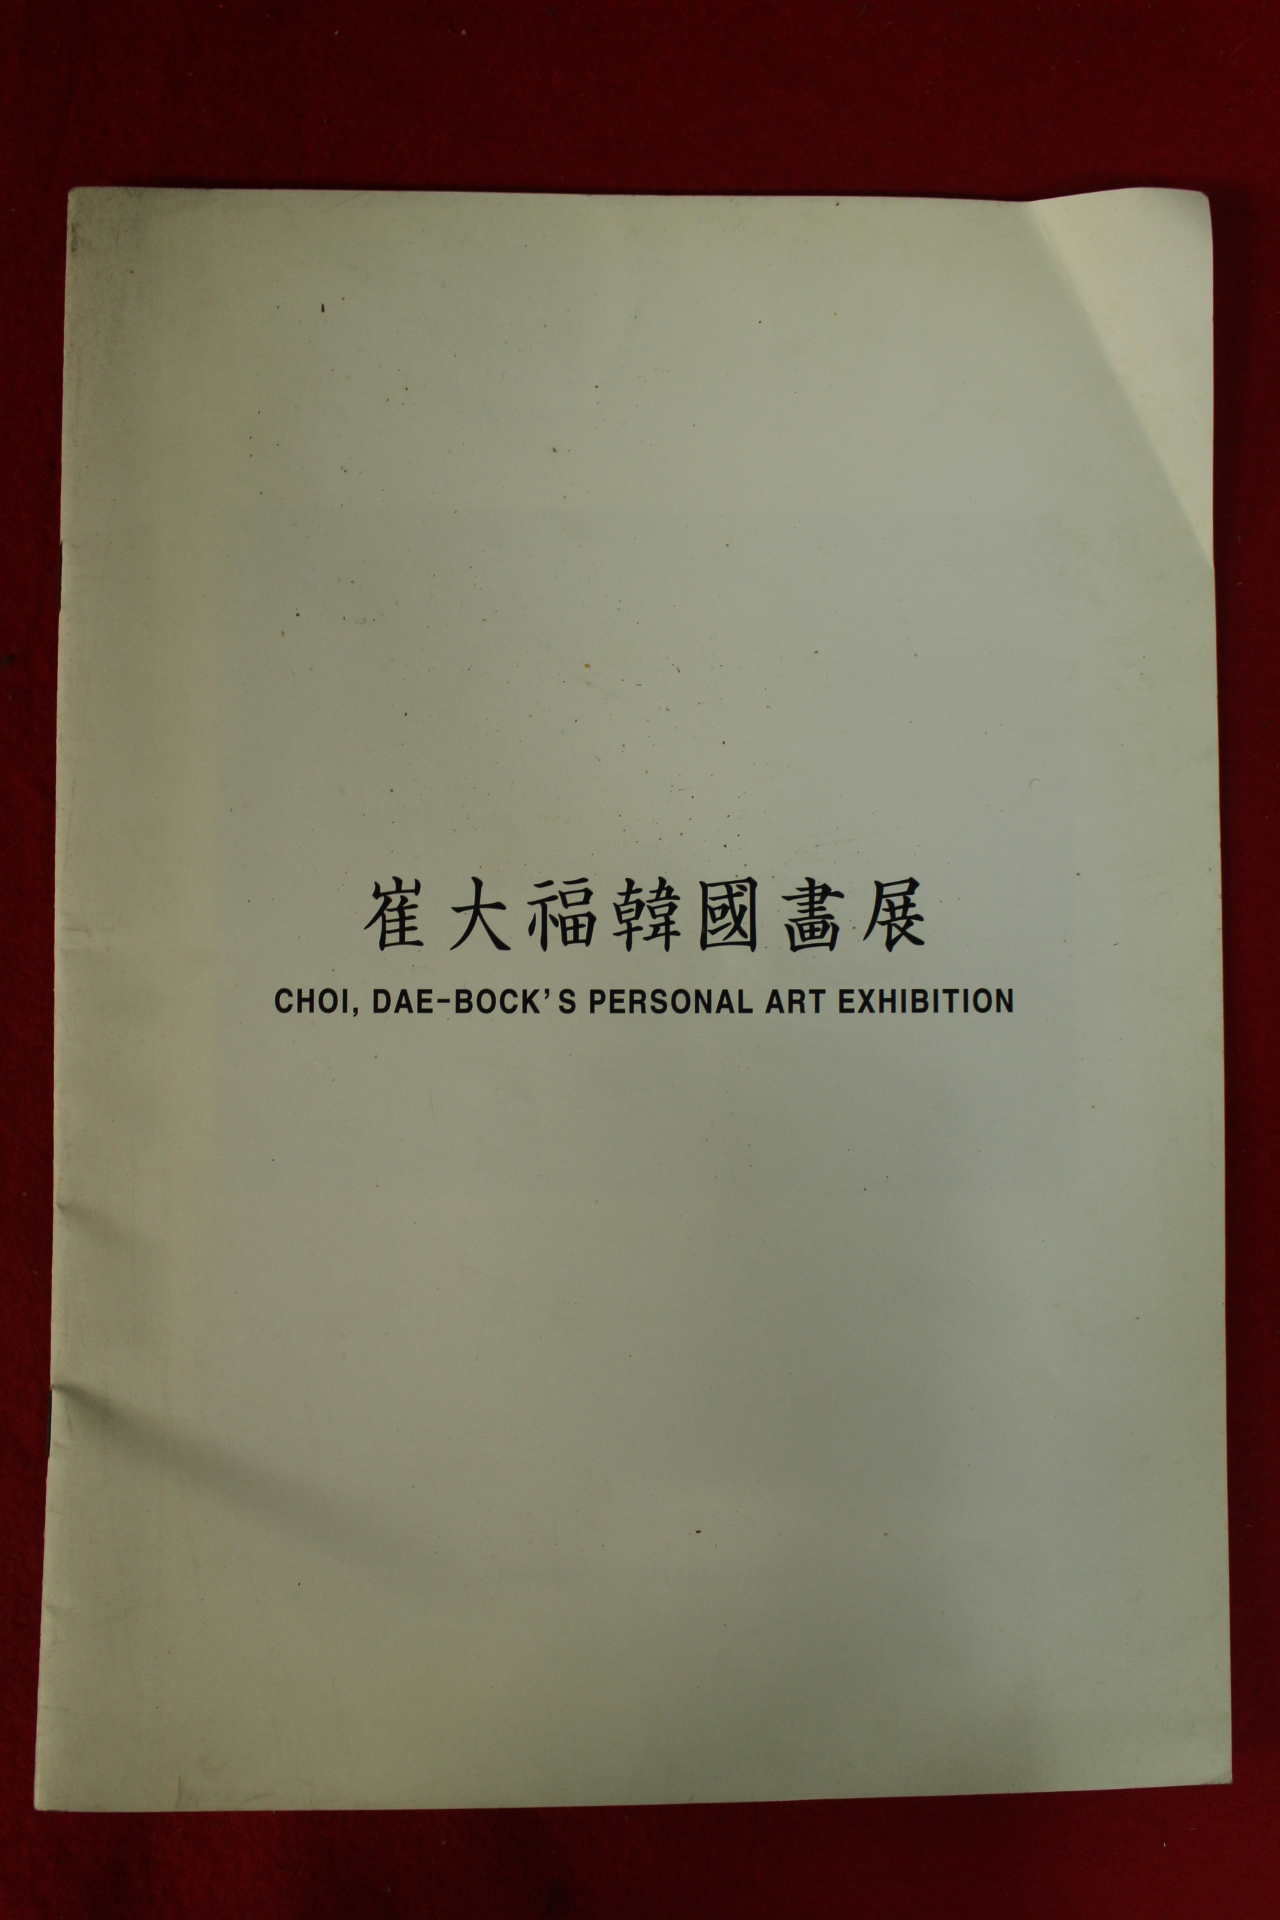 崔大福韓國畫展
CHOI, DAE-BOCK'S PERSONAL ART EXHIBITION